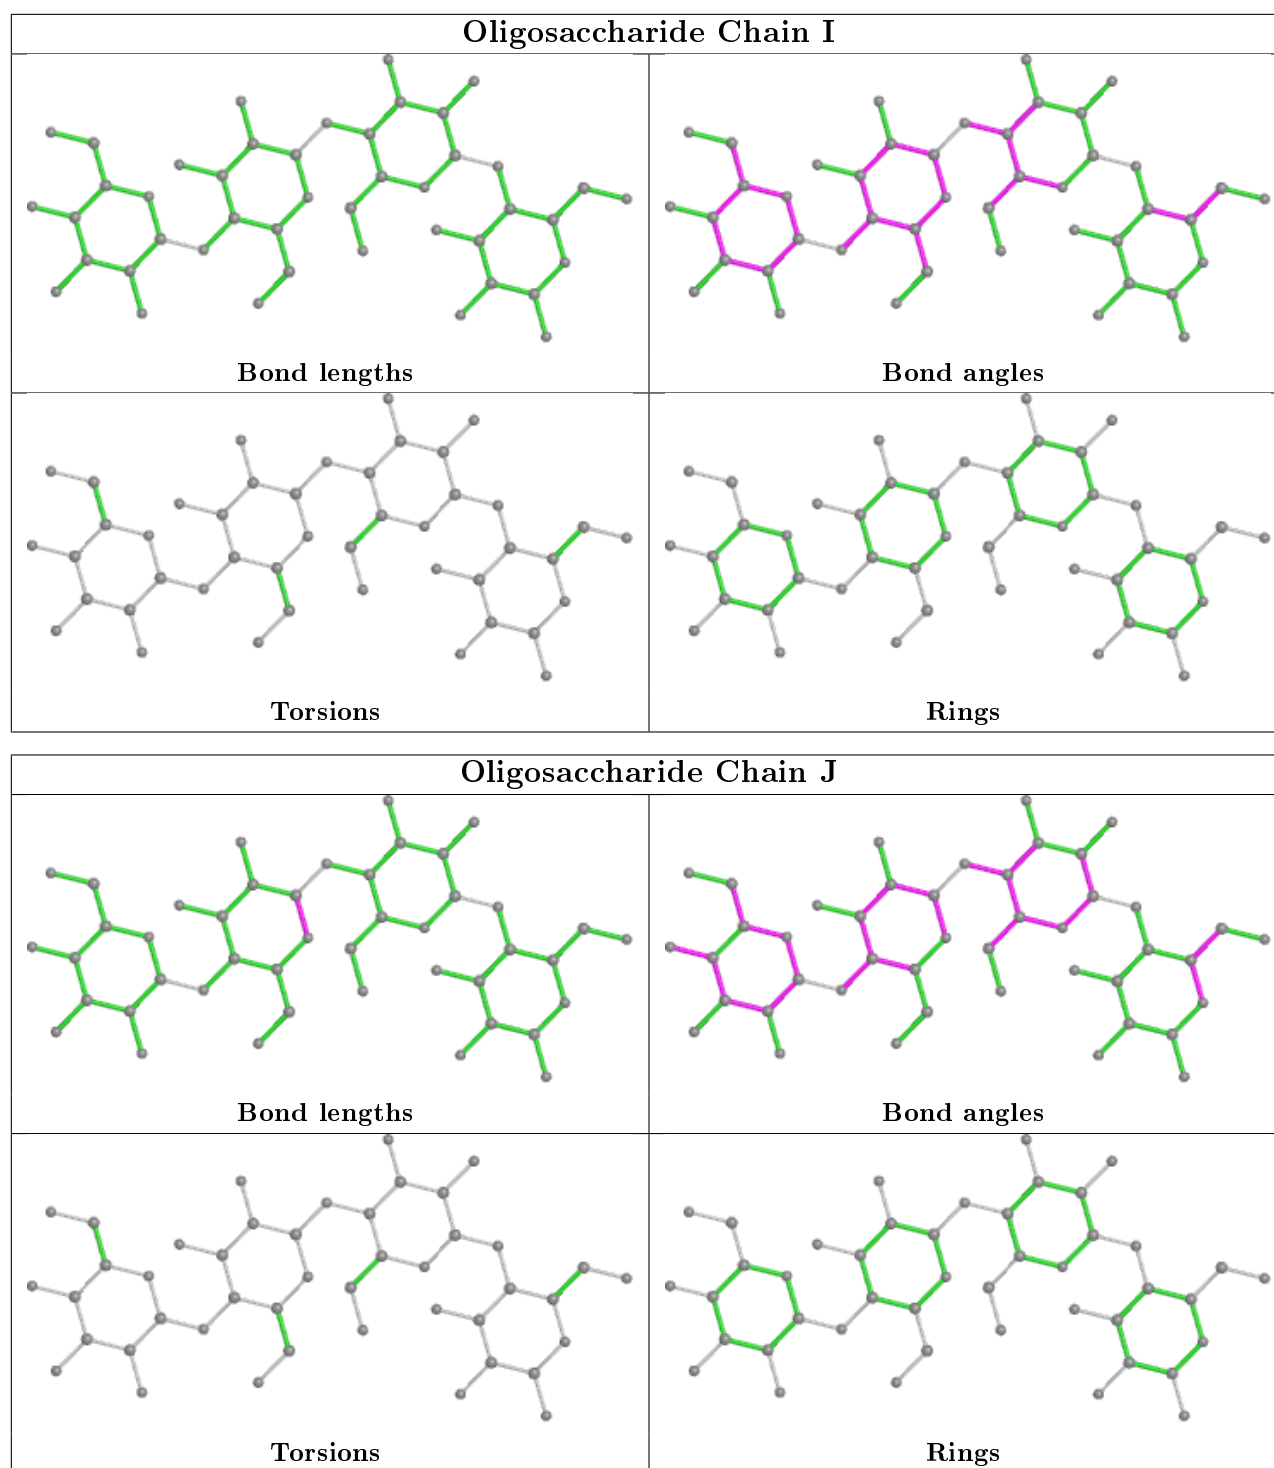 Oligosaccharide Chain I
Bond lengths
Bond angles
Torsions
Rings
Oligosaccharide Chain J
Bond lengths
Bond angles
Torsions
Rings